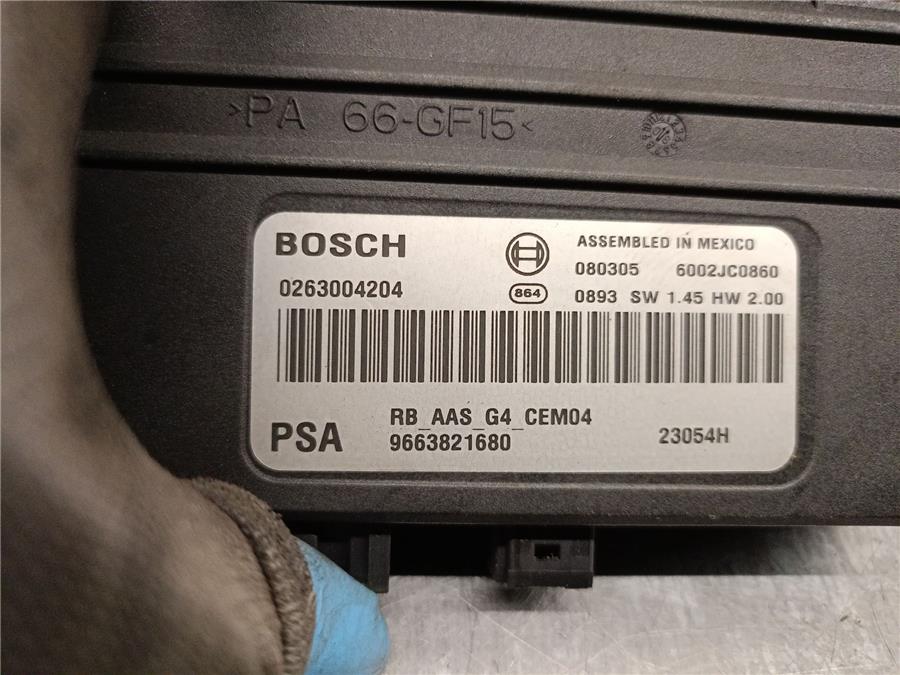 >PA 66-GF15<
BOSCH
ASSEMBLED IN MEXICO
0263004204
080305 6002JC0860
864
0893 SW 1.45 HW 2.00
PSA
RB_AAS_G4_CEM04
9663821680
23054H